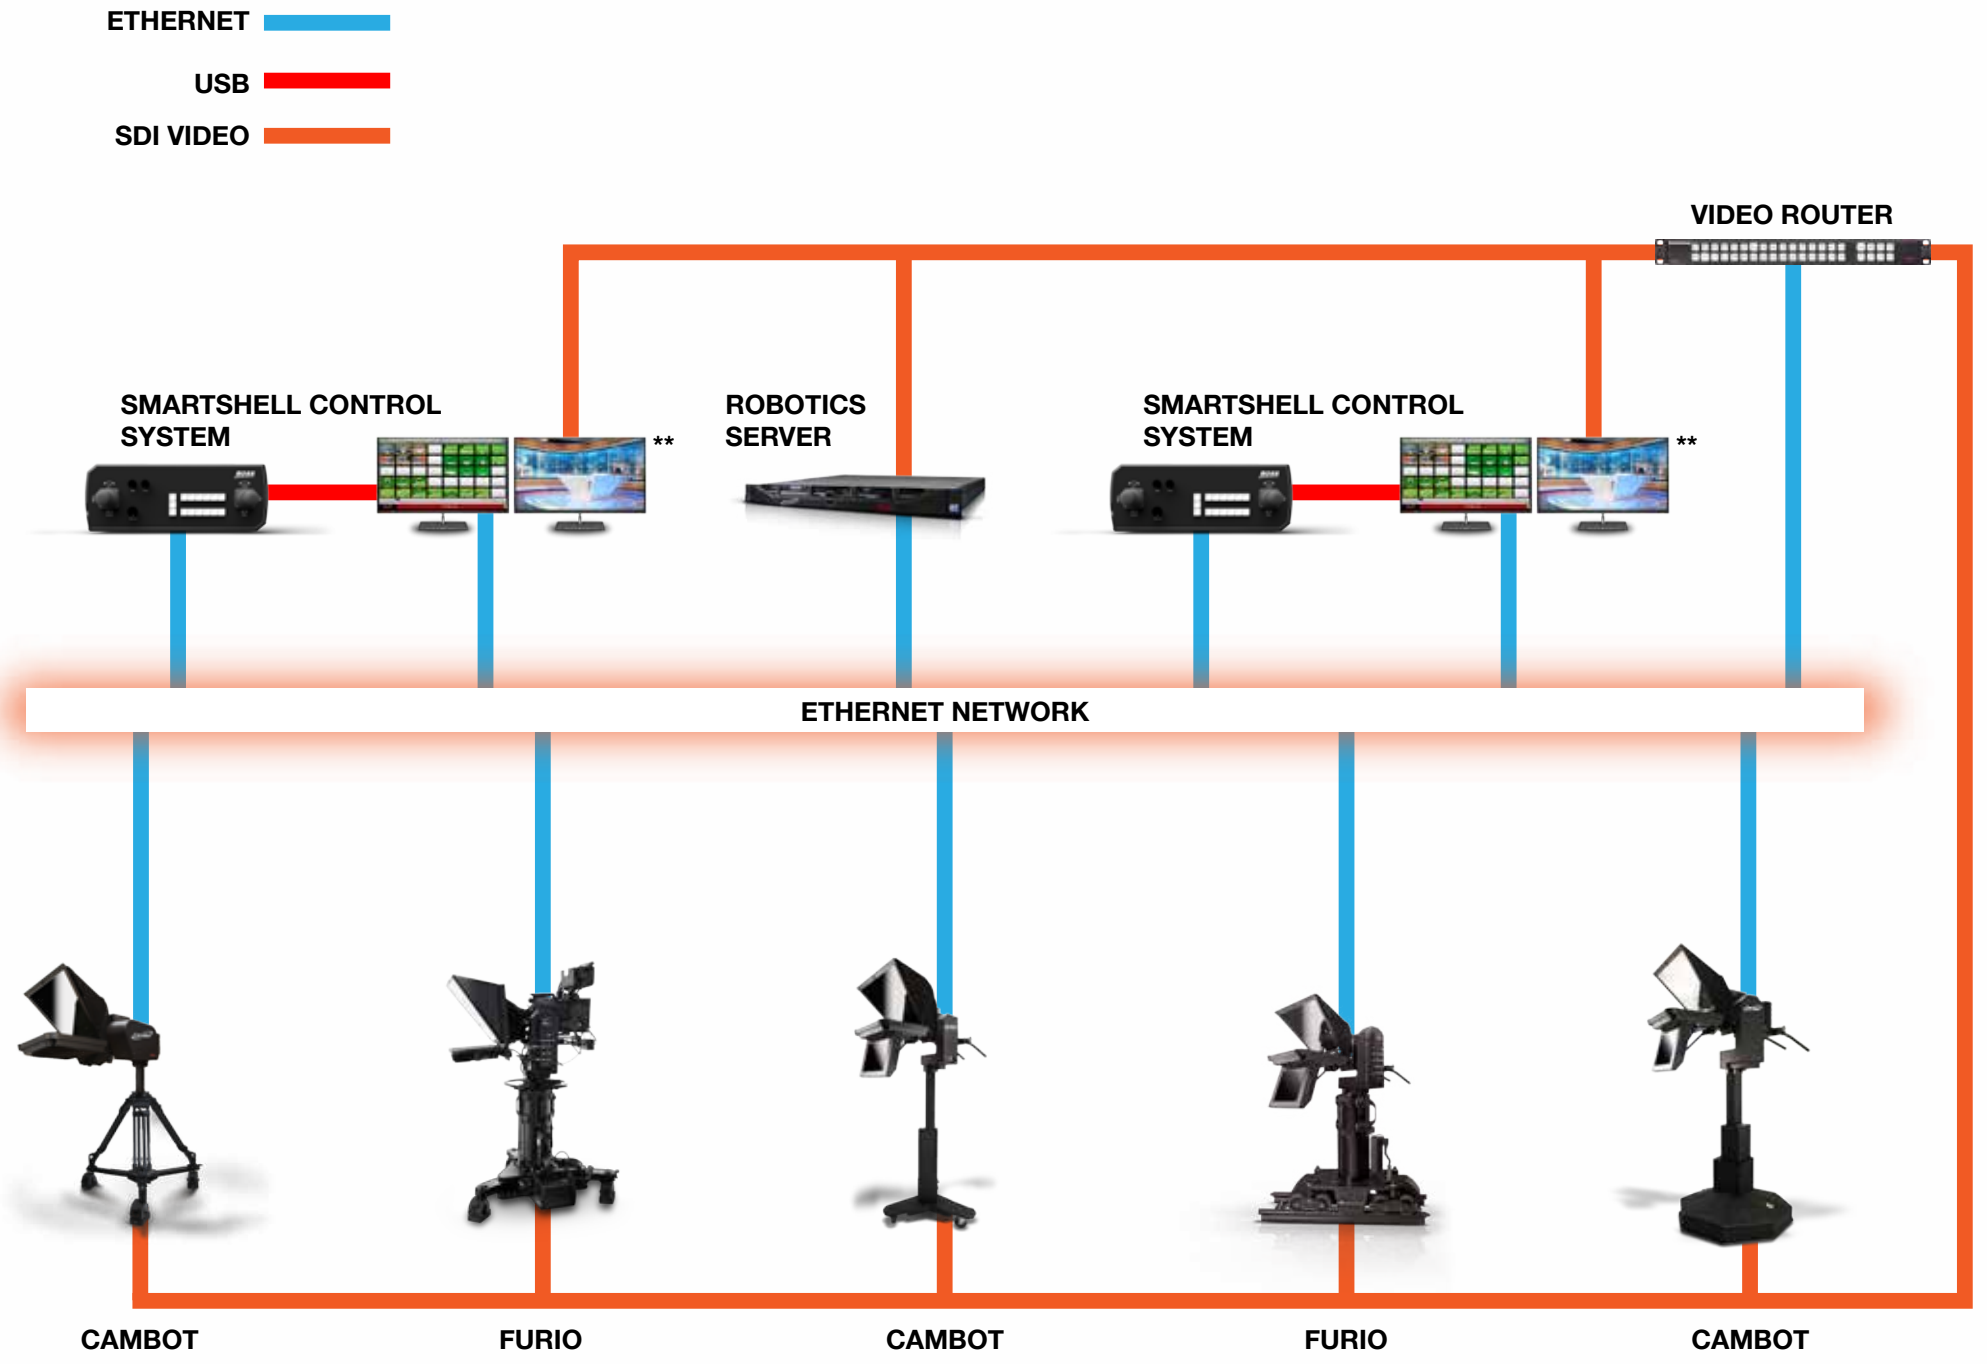 ETHERNET
USB
SDI VIDEO
VIDEO ROUTER
SMARTSHELL CONTROL
SYSTEM
**
ROBOTICS
SERVER
SMARTSHELL CONTROL
SYSTEM
**
ETHERNET NETWORK
CAMBOT
FURIO
CAMBOT
FURIO
CAMBOT